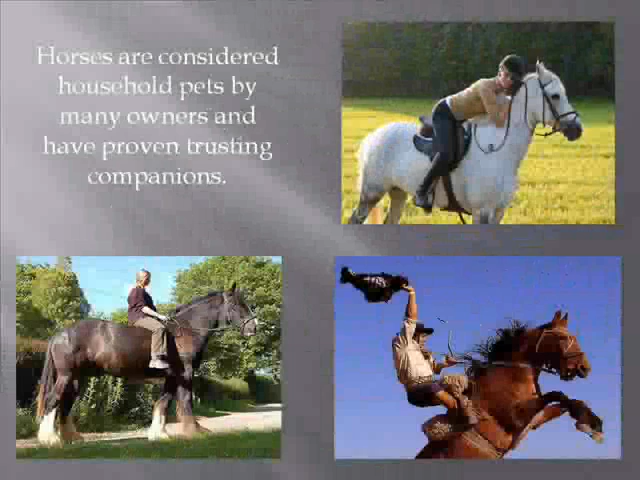 Horses are considered
household pets by
many owners and
have proven trusting
companions.